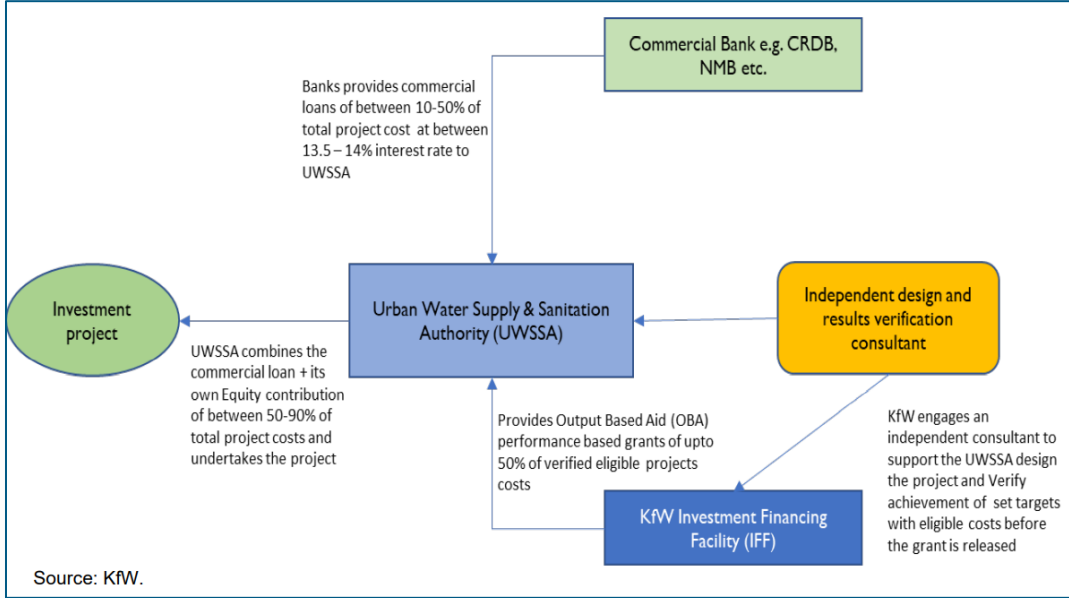 Commercial Bank e.g. CRDB,
NMB etc.
Banks provides commercial
loans of between 10-50% of
total project cost at between
13.5 – 14% interest rate to
UWSSA
Investment
project
Urban Water Supply & Sanitation
Authority (UWSSA)
Independent design and
results verification
consultant
UWSSA combines the
commercial loan + its
own Equity contribution
of between 50-90% of
total project costs and
undertakes the project
Provides Output Based Aid (OBA)
performance based grants of upto
50% of verified eligible projects
costs
KfW engages an
independent consultant to
support the UWSSA design
the project and Verify
achievement of set targets
with eligible costs before
the grant is released
KfW Investment Financing
Facility (IFF)
Source: KfW.